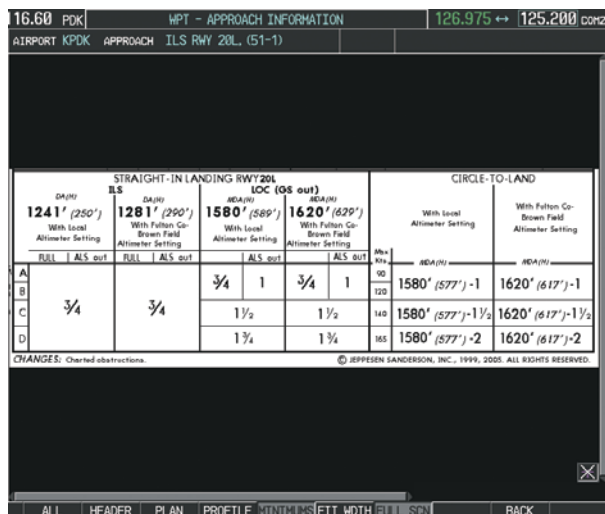 116.60 PDK WPT - APPROACH INFORMATION 126.975 ↔ 125.200 COM2
AIRPORT KPDK APPROACH ILS RWY 20L, (51-1)
STRAIGHT-IN LANDING RWY 20L CIRCLE-TO-LAND
ILS LOC (GS out)
DA(H) DA(H) MDA(H) MDA(H)
1241' (250') 1281' (290') 1580' (589') 1620' (629')
With Local Altimeter Setting With Fulton Co-Brown Field Altimeter Setting With Local Altimeter Setting With Fulton Co-Brown Field Altimeter Setting With Local Altimeter Setting With Fulton Co-Brown Field Altimeter Setting
FULL ALS out FULL ALS out ALS out ALS out Max Kts. MDA(H) MDA(H)
A 3/4 3/4 3/4 1 3/4 1 90 1580' (577')-1 1620' (617')-1
B 120
C 1 1/2 1 1/2 140 1580' (577')-1 1/2 1620' (617')-1 1/2
D 1 3/4 1 3/4 165 1580' (577')-2 1620' (617')-2
CHANGES: Charted obstructions. © JEPPESEN SANDERSON, INC., 1999, 2005. ALL RIGHTS RESERVED.
ALL HEADER PLAN PROFILE MINIMUMS FIT WDTH FULL SCN BACK